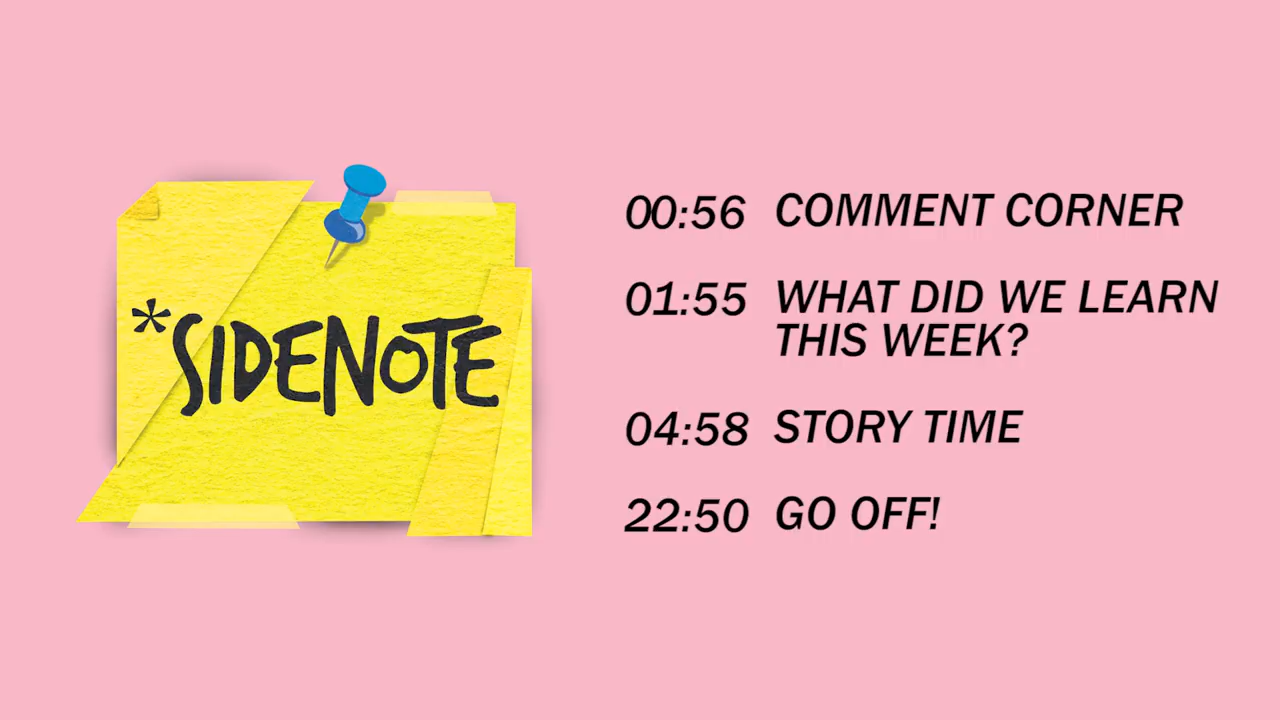 *SIDENOTE
00:56 COMMENT CORNER
01:55 WHAT DID WE LEARN
THIS WEEK?
04:58 STORY TIME
22:50 GO OFF!